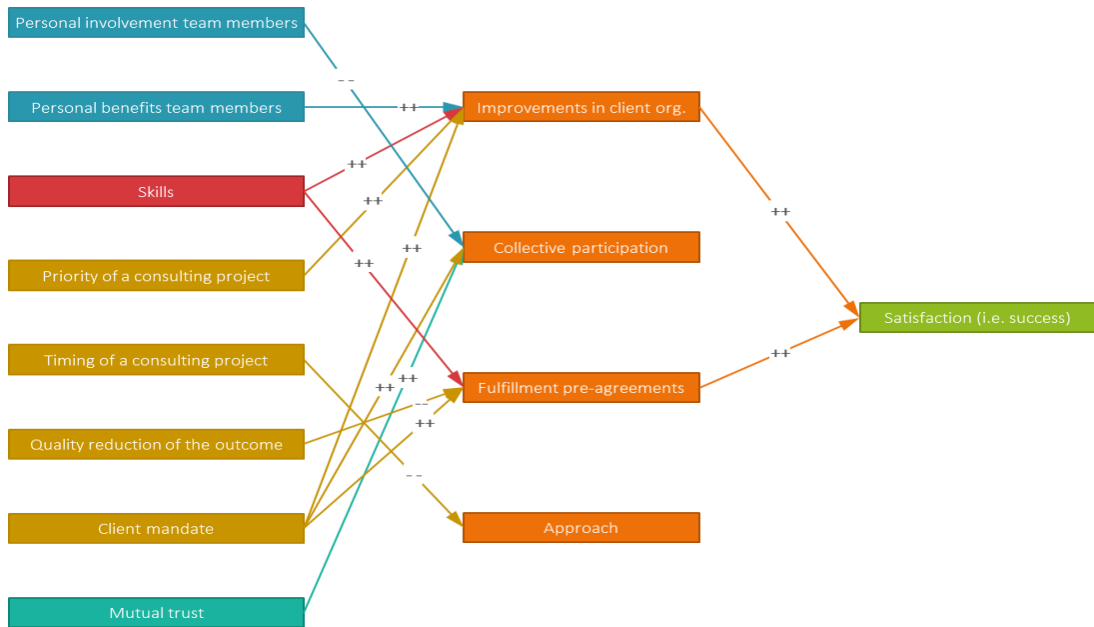 Personal involvement team members
--
Personal benefits team members
++
Improvements in client org.
++
Skills
++
++
++
Priority of a consulting project
++
Collective participation
Satisfaction (i.e. success)
Timing of a consulting project
++
++
++
Fulfillment pre-agreements
--
++
Quality reduction of the outcome
--
Client mandate
Approach
Mutual trust